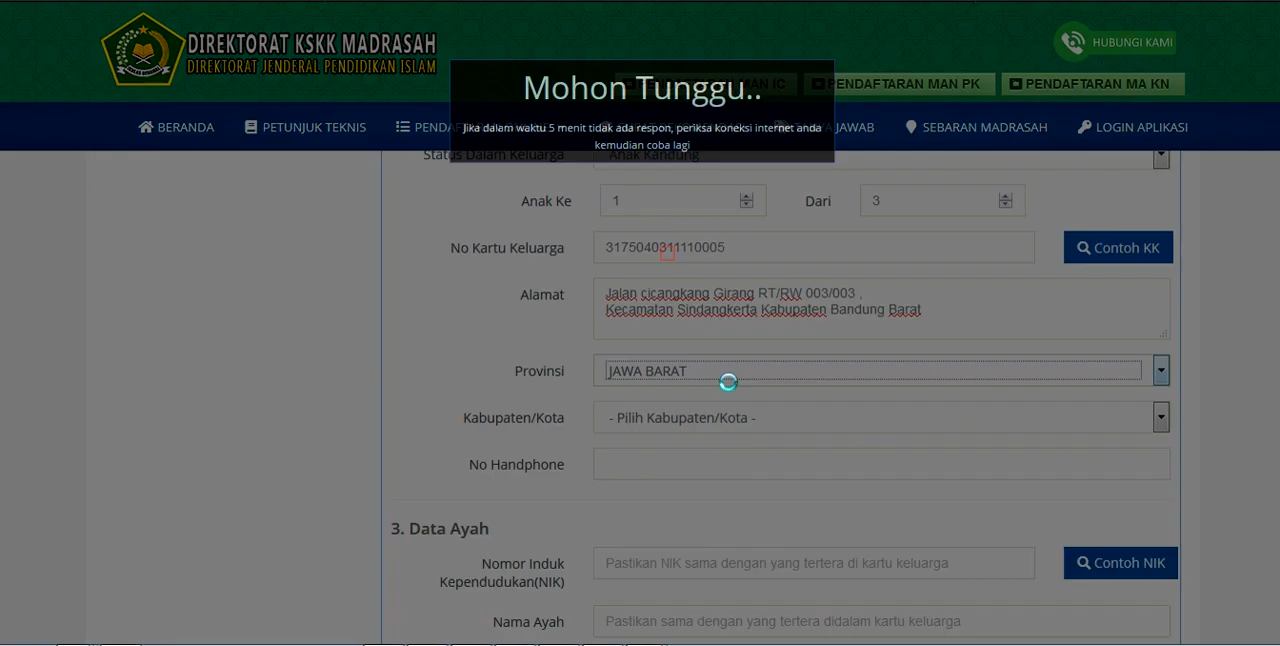 DIREKTORAT KSKK MADRASAH
DIREKTORAT JENDERAL PENDIDIKAN ISLAM
HUBUNGI KAMI
Mohon Tunggu..
PENDAFTARAN MAN PK
PENDAFTARAN MA KN
Jika dalam waktu 5 menit tidak ada respon, periksa koneksi internet anda
kemudian coba lagi
BERANDA
PETUNJUK TEKNIS
JAWAB
SEBARAN MADRASAH
LOGIN APLIKASI
Status Dalam Keluarga
Anak Kandung
Anak Ke
1
Dari
3
No Kartu Keluarga
3175040311110005
Contoh KK
Alamat
Jalan cicangkang Girang RT/RW 003/003 ,
Kecamatan Sindangkerta Kabupaten Bandung Barat
Provinsi
JAWA BARAT
Kabupaten/Kota
- Pilih Kabupaten/Kota -
No Handphone
3. Data Ayah
Nomor Induk
Kependudukan(NIK)
Pastikan NIK sama dengan yang tertera di kartu keluarga
Contoh NIK
Nama Ayah
Pastikan sama dengan yang tertera didalam kartu keluarga